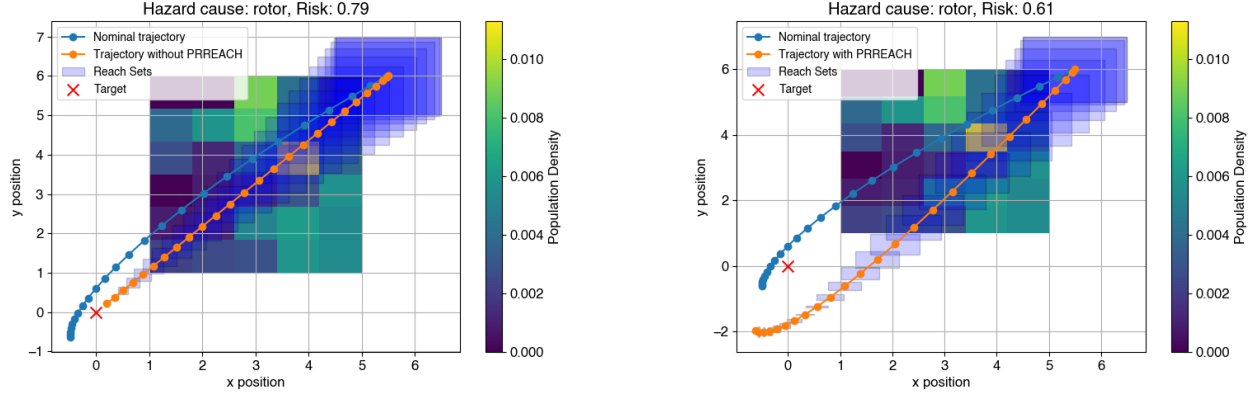 Hazard cause: rotor, Risk: 0.79
Nominal trajectory
Trajectory without PRREACH
Reach Sets
Target
7
6
5
4
3
2
1
0
−1
y position
0
1
2
3
4
5
6
x position
0.010
0.008
0.006
0.004
0.002
0.000
Population Density
Hazard cause: rotor, Risk: 0.61
Nominal trajectory
Trajectory with PRREACH
Reach Sets
Target
6
4
2
0
−2
y position
0
1
2
3
4
5
6
x position
0.010
0.008
0.006
0.004
0.002
0.000
Population Density